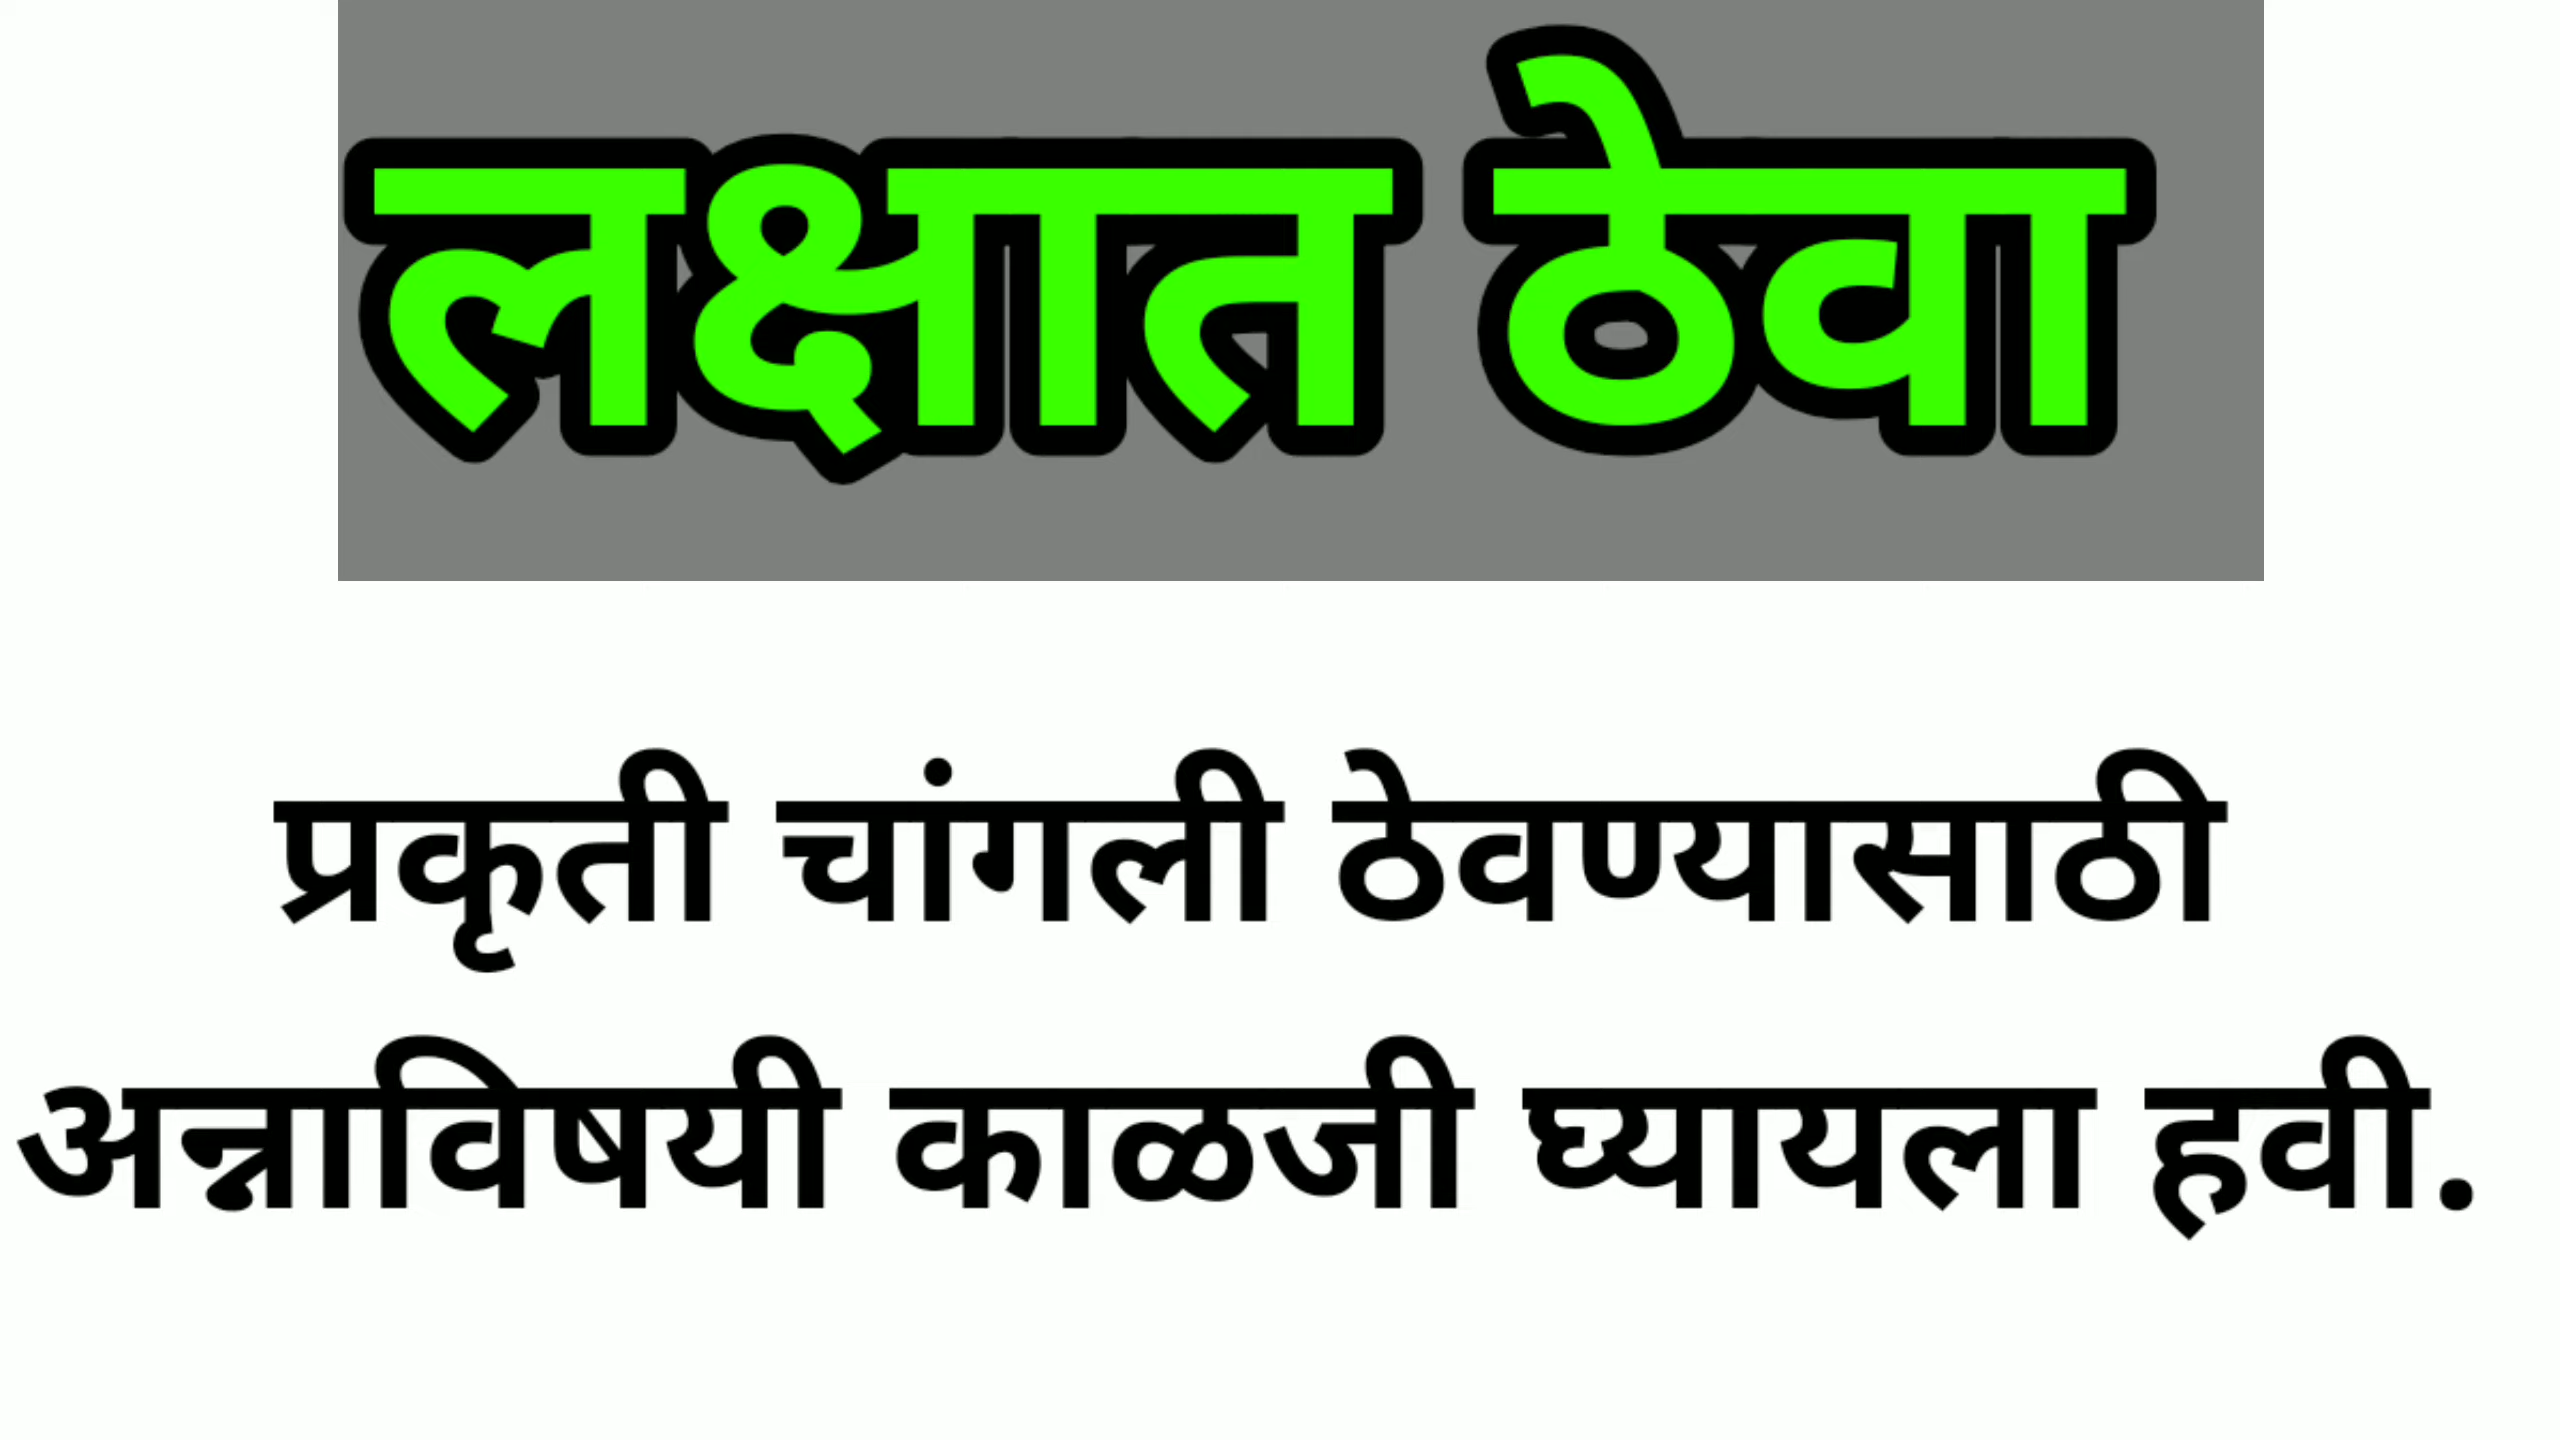 लक्षात ठेवा
प्रकृती चांगली ठेवण्यासाठी
अन्नाविषयी काळजी घ्यायला हवी.